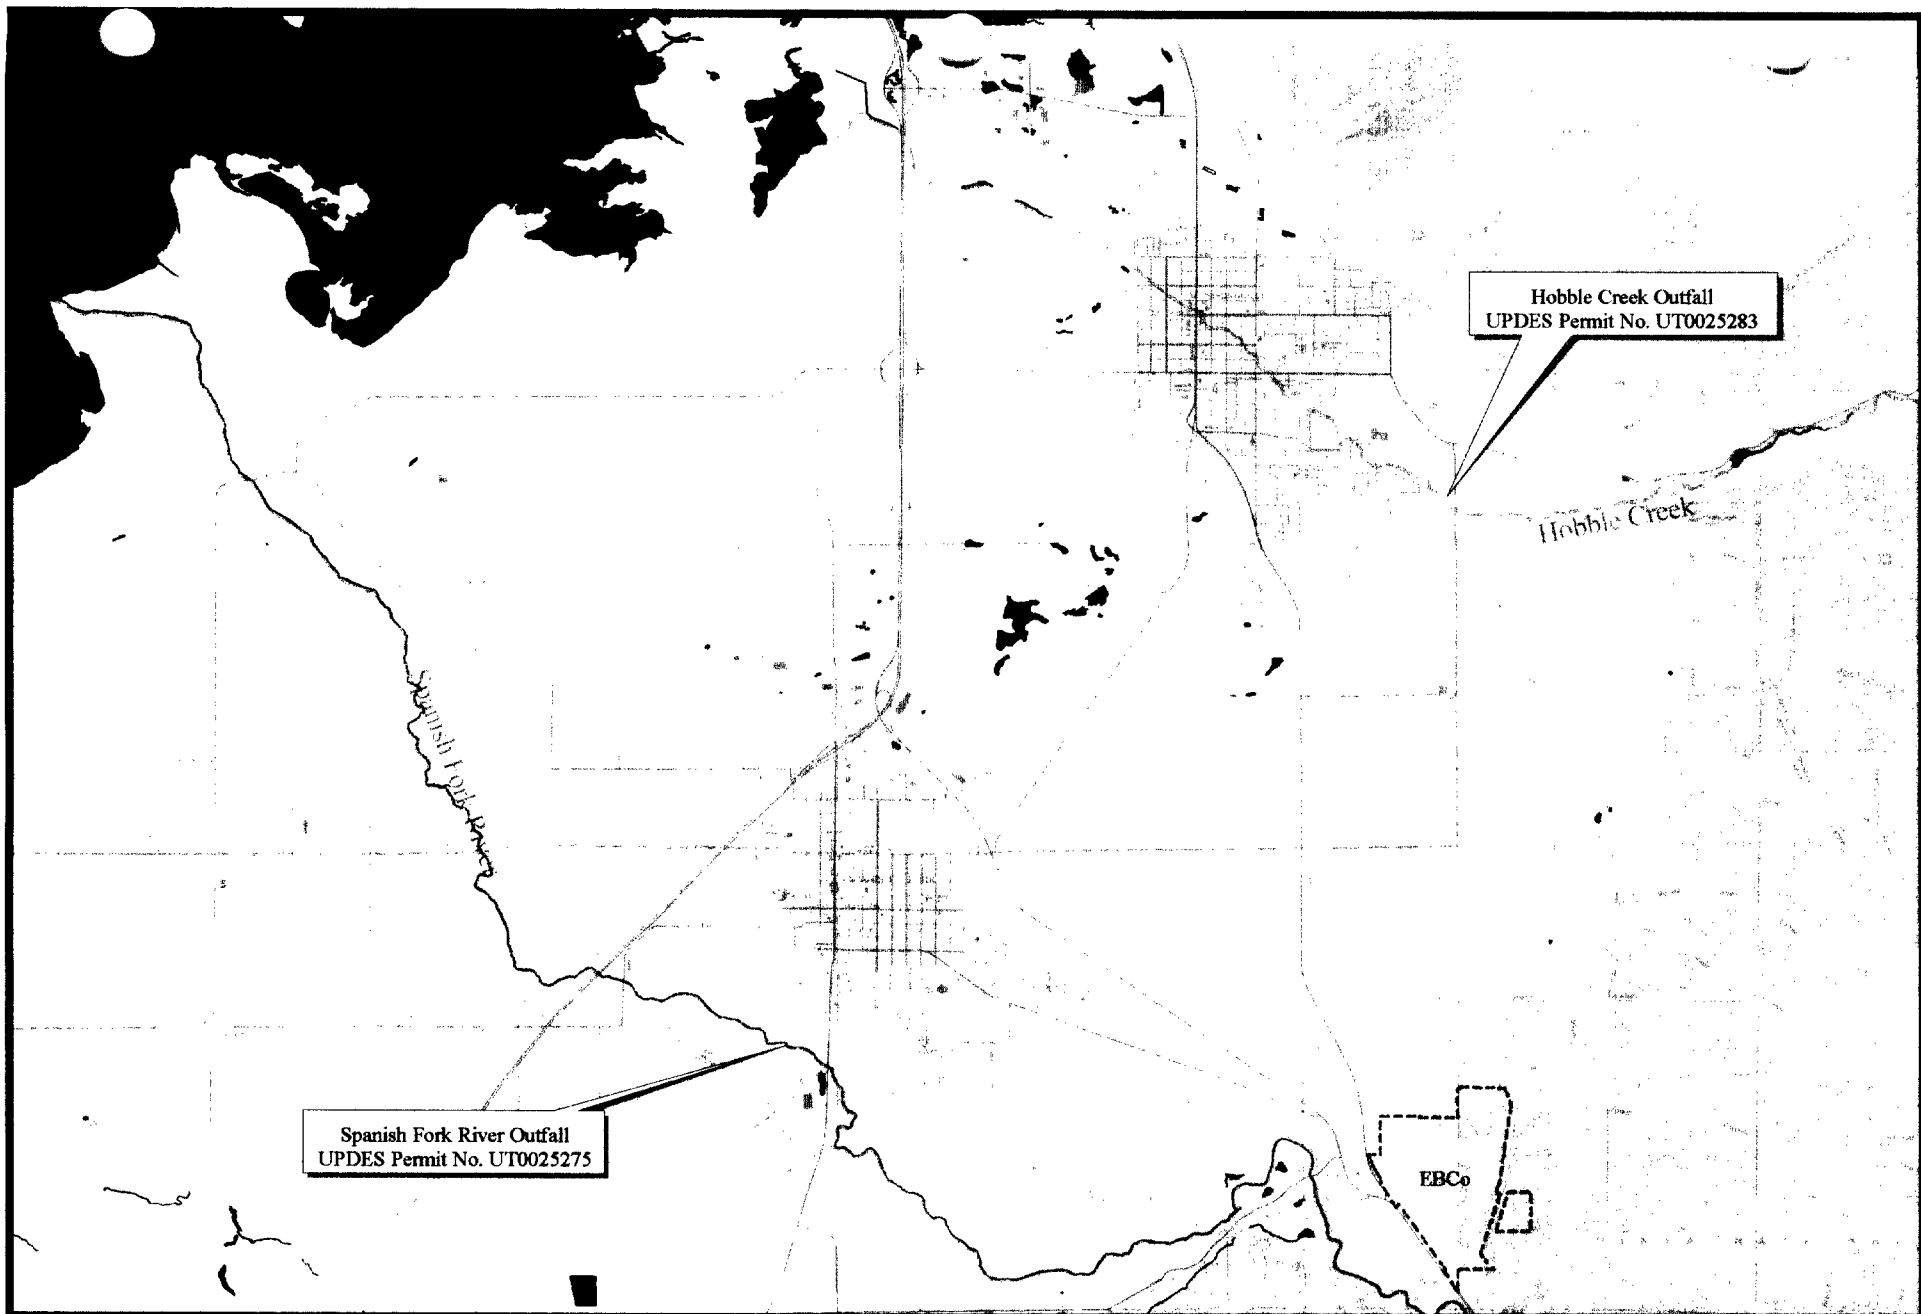 Hobble Creek Outfall
UPDES Permit No. UT0025283
Hobble Creek
Spanish Fork River
Spanish Fork River Outfall
UPDES Permit No. UT0025275
EBCo